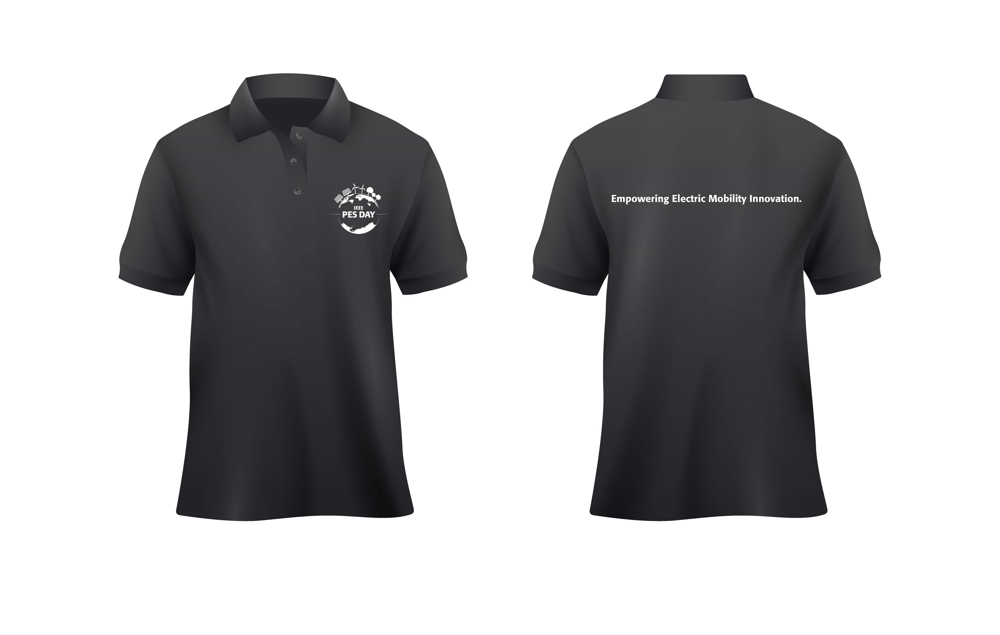 IEEE
PES DAY
Empowering Electric Mobility Innovation.